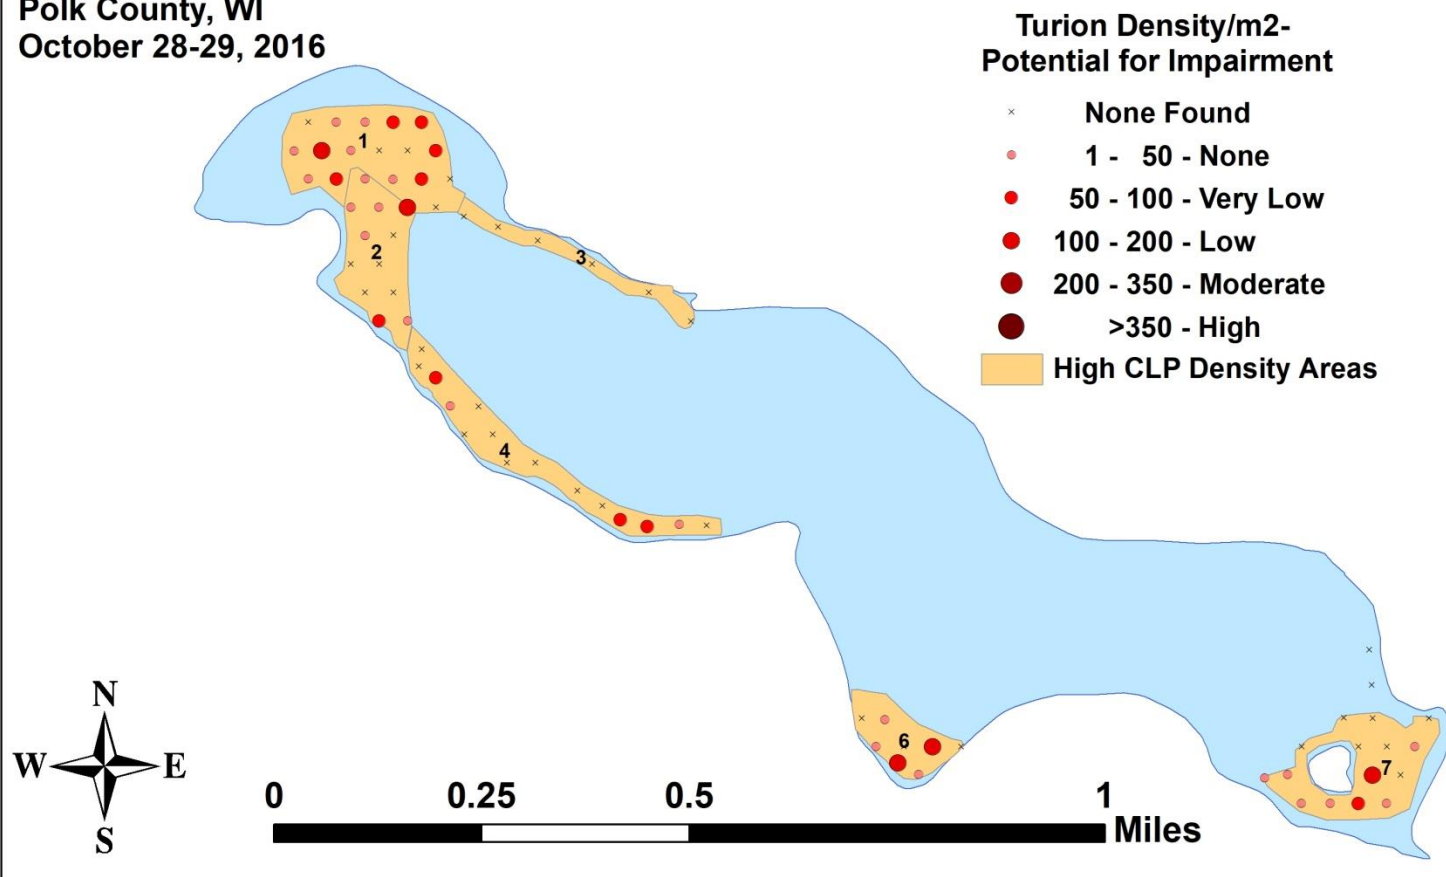 Polk County, WI
October 28-29, 2016
Turion Density/m2-
Potential for Impairment
None Found
1 - 50 - None
50 - 100 - Very Low
100 - 200 - Low
200 - 350 - Moderate
>350 - High
High CLP Density Areas
1
2
3
4
6
7
N
W E
S
0 0.25 0.5 1
Miles